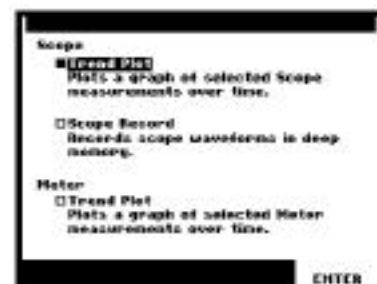 Scope
Trend Plot
Plots a graph of selected Scope
measurements over time.
Scope Record
Records scope waveforms in deep
memory.
Meter
Trend Plot
Plots a graph of selected Meter
measurements over time.
ENTER